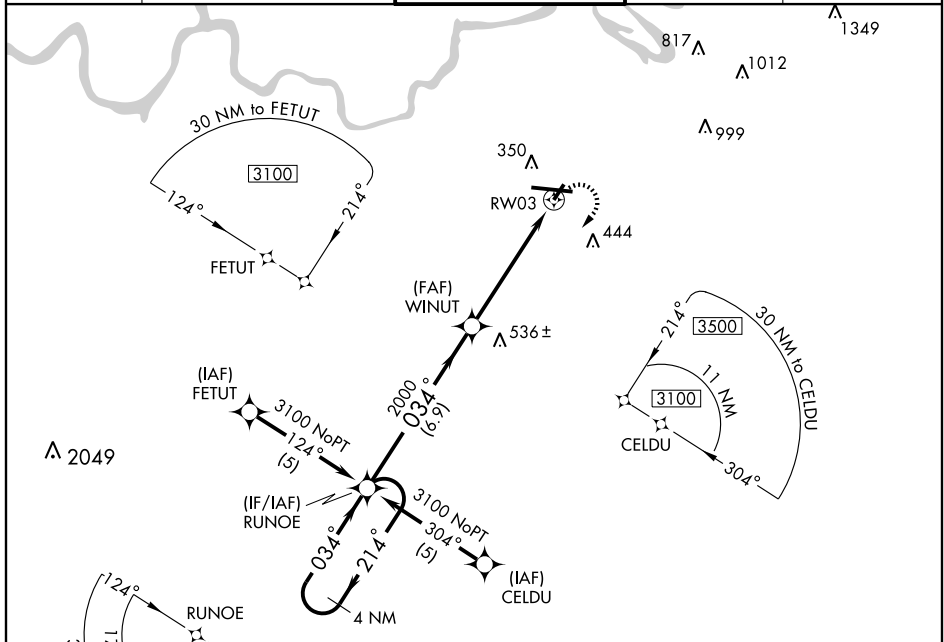 1349
817
1012
999
30 NM to FETUT
3100
124°
214°
FETUT
350
RW03
444
(FAF)
WINUT
536±
2000
034°
(6.9)
214°
3500
30 NM to CELDU
11 NM
3100
CELDU
304°
(IAF)
FETUT
3100 NoPT
124°
(5)
2049
(IF/IAF)
RUNOE
3100 NoPT
304°
(5)
034°
214°
(IAF)
CELDU
4 NM
124°
RUNOE